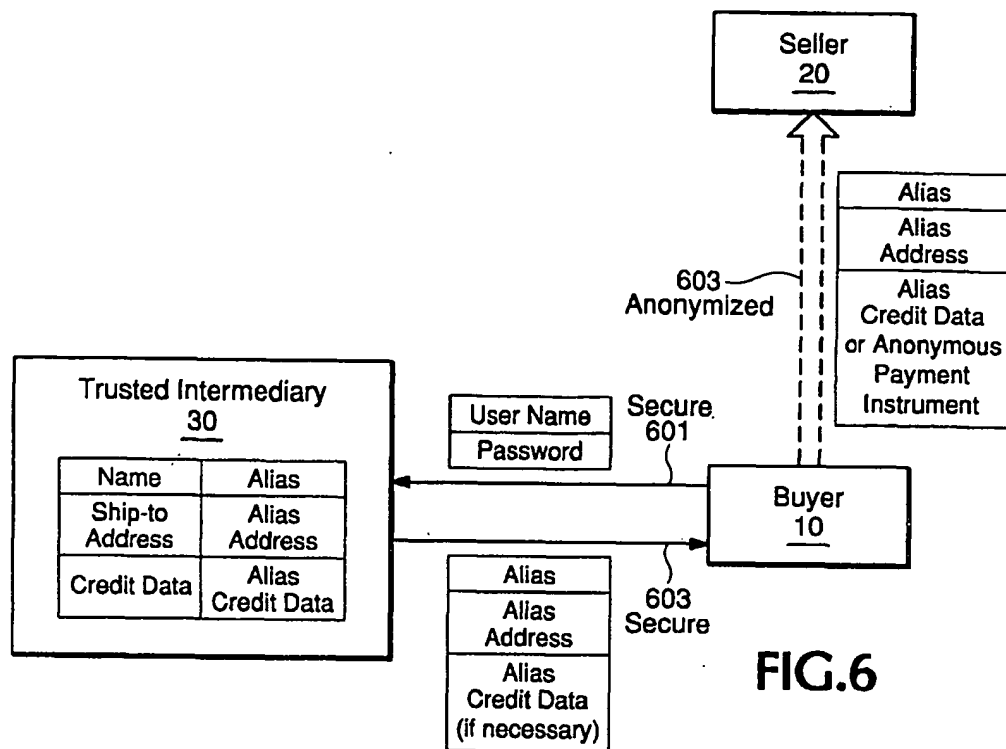 Seller
20
Alias
Alias
Address
Alias
Credit Data
or Anonymous
Payment
Instrument
603
Anonymized
Trusted Intermediary
30
Name
Alias
Ship-to
Address
Alias
Address
Credit Data
Alias
Credit Data
User Name
Password
Secure
601
Buyer
10
Alias
Alias
Address
Alias
Credit Data
(if necessary)
603
Secure
FIG.6